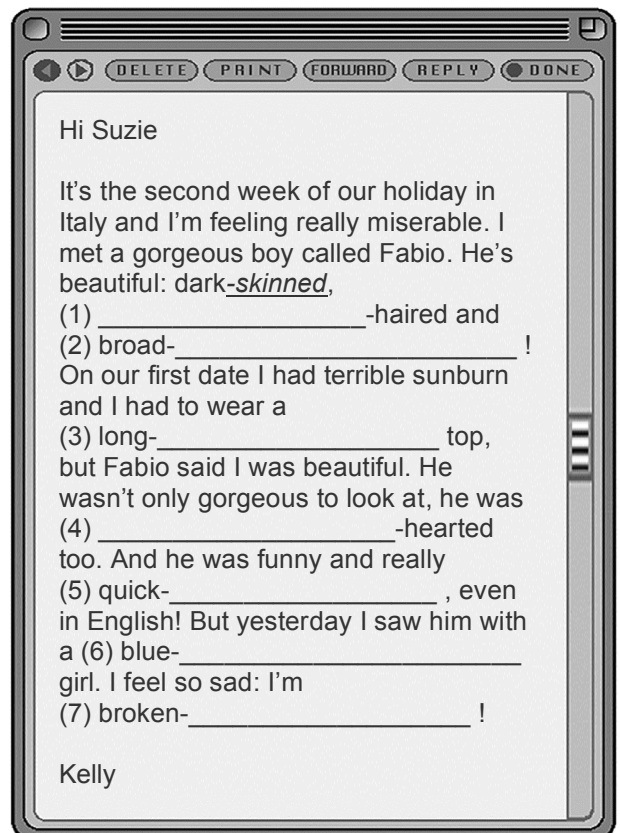 DELETE PRINT FORWARD REPLY DONE
Hi Suzie
It's the second week of our holiday in
Italy and I'm feeling really miserable. I
met a gorgeous boy called Fabio. He's
beautiful: dark-skinned,
(1) ___________________-haired and
(2) broad-________________________ !
On our first date I had terrible sunburn
and I had to wear a
(3) long-____________________ top,
but Fabio said I was beautiful. He
wasn't only gorgeous to look at, he was
(4) _____________________-hearted
too. And he was funny and really
(5) quick-___________________ , even
in English! But yesterday I saw him with
a (6) blue-________________________
girl. I feel so sad: I'm
(7) broken-____________________ !
Kelly